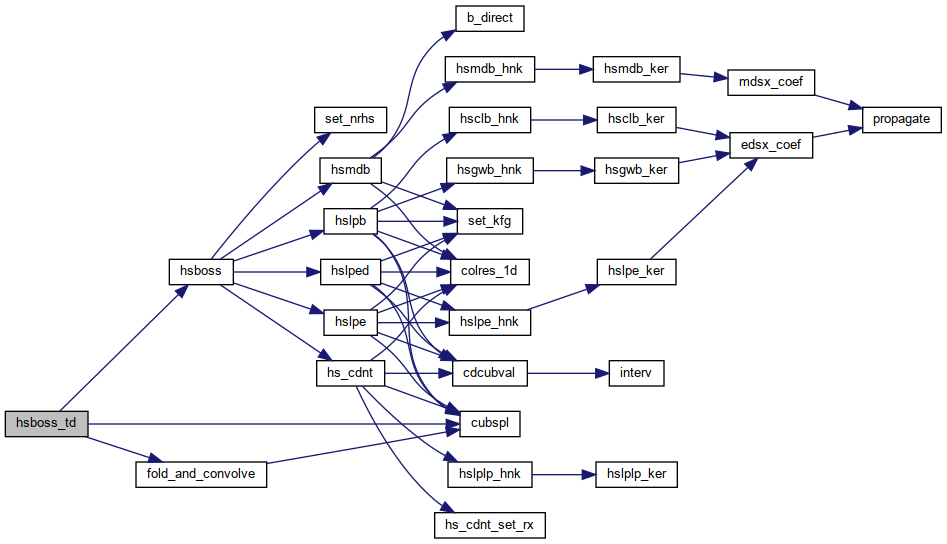 b_direct
hsmdb_hnk
hsmdb_ker
mdsx_coef
set_nrhs
hsclb_hnk
hsclb_ker
propagate
edsx_coef
hsmdb
hsgwb_hnk
hsgwb_ker
hslpb
set_kfg
hsboss
hslped
colres_1d
hslpe_ker
hslpe
hslpe_hnk
hs_cdnt
cdcubval
interv
hsboss_td
cubspl
fold_and_convolve
hslplp_hnk
hslplp_ker
hs_cdnt_set_rx